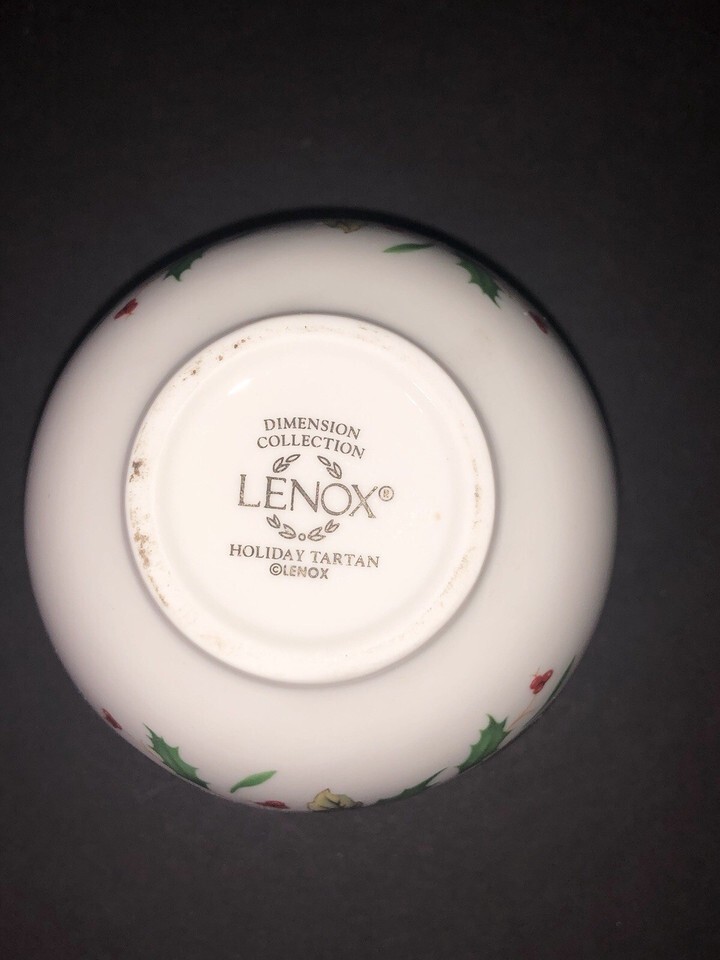 DIMENSION
COLLECTION
LENOX®
HOLIDAY TARTAN
©LENOX